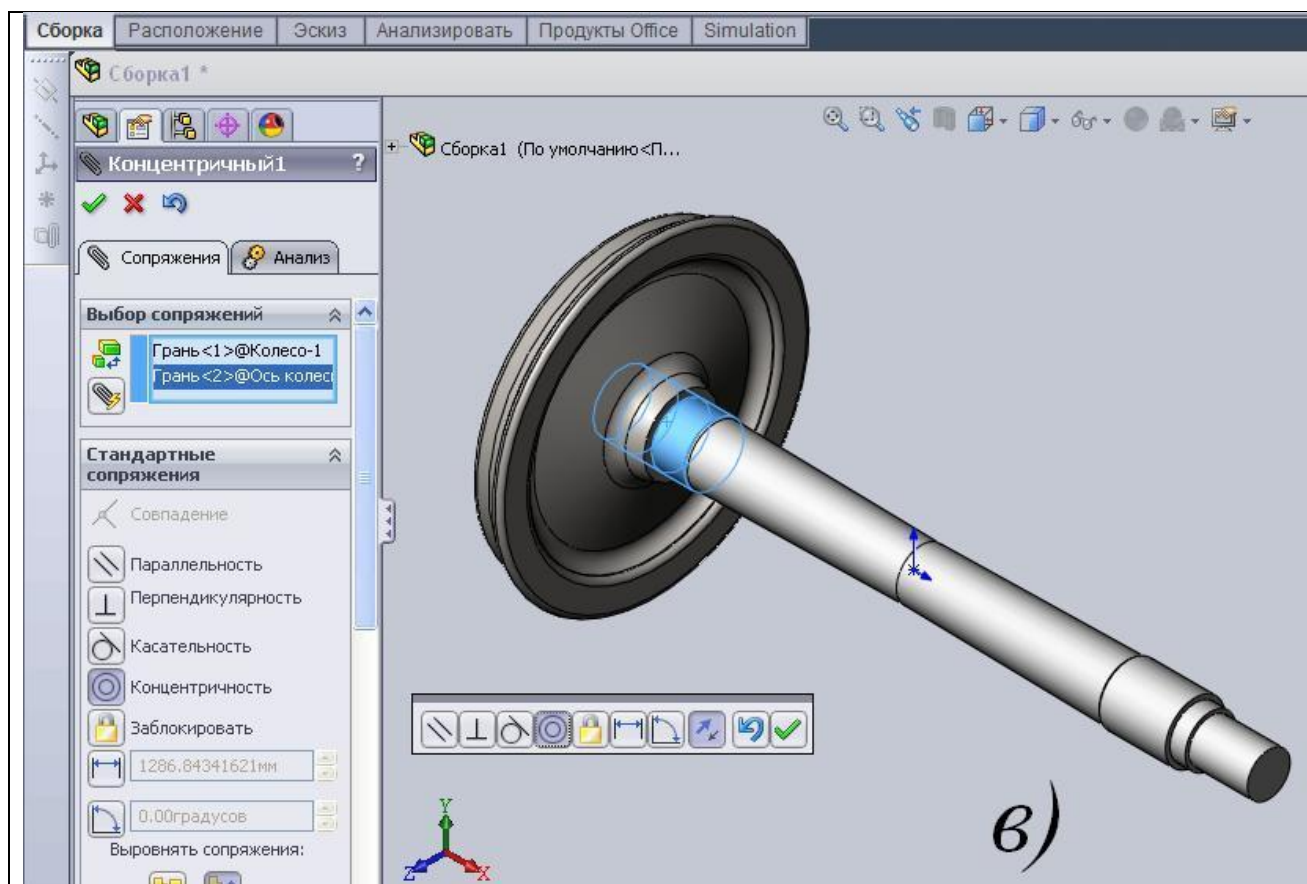 Сборка Расположение Эскиз Анализировать Продукты Office Simulation
Сборка1 *
Концентричный1 ?
Сопряжения Анализ
Выбор сопряжений
Грань<1>@Колесо-1
Грань<2>@Ось колес
Стандартные
сопряжения
Совпадение
Параллельность
Перпендикулярность
Касательность
Концентричность
Заблокировать
1286.84341621мм
0.00градусов
Выровнять сопряжения:
Сборка1 (По умолчанию<П...
Y
Z
X
в)